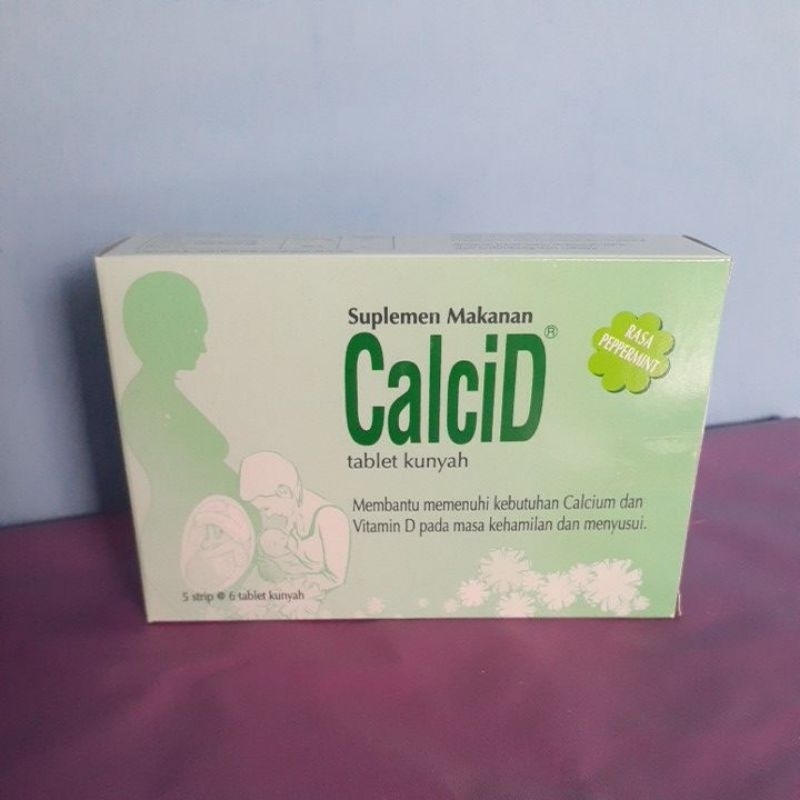 Suplemen Makanan
CalciD®
tablet kunyah
RASA
PEPPERMINT
Membantu memenuhi kebutuhan Calcium dan
Vitamin D pada masa kehamilan dan menyusui.
5 strip @ 6 tablet kunyah